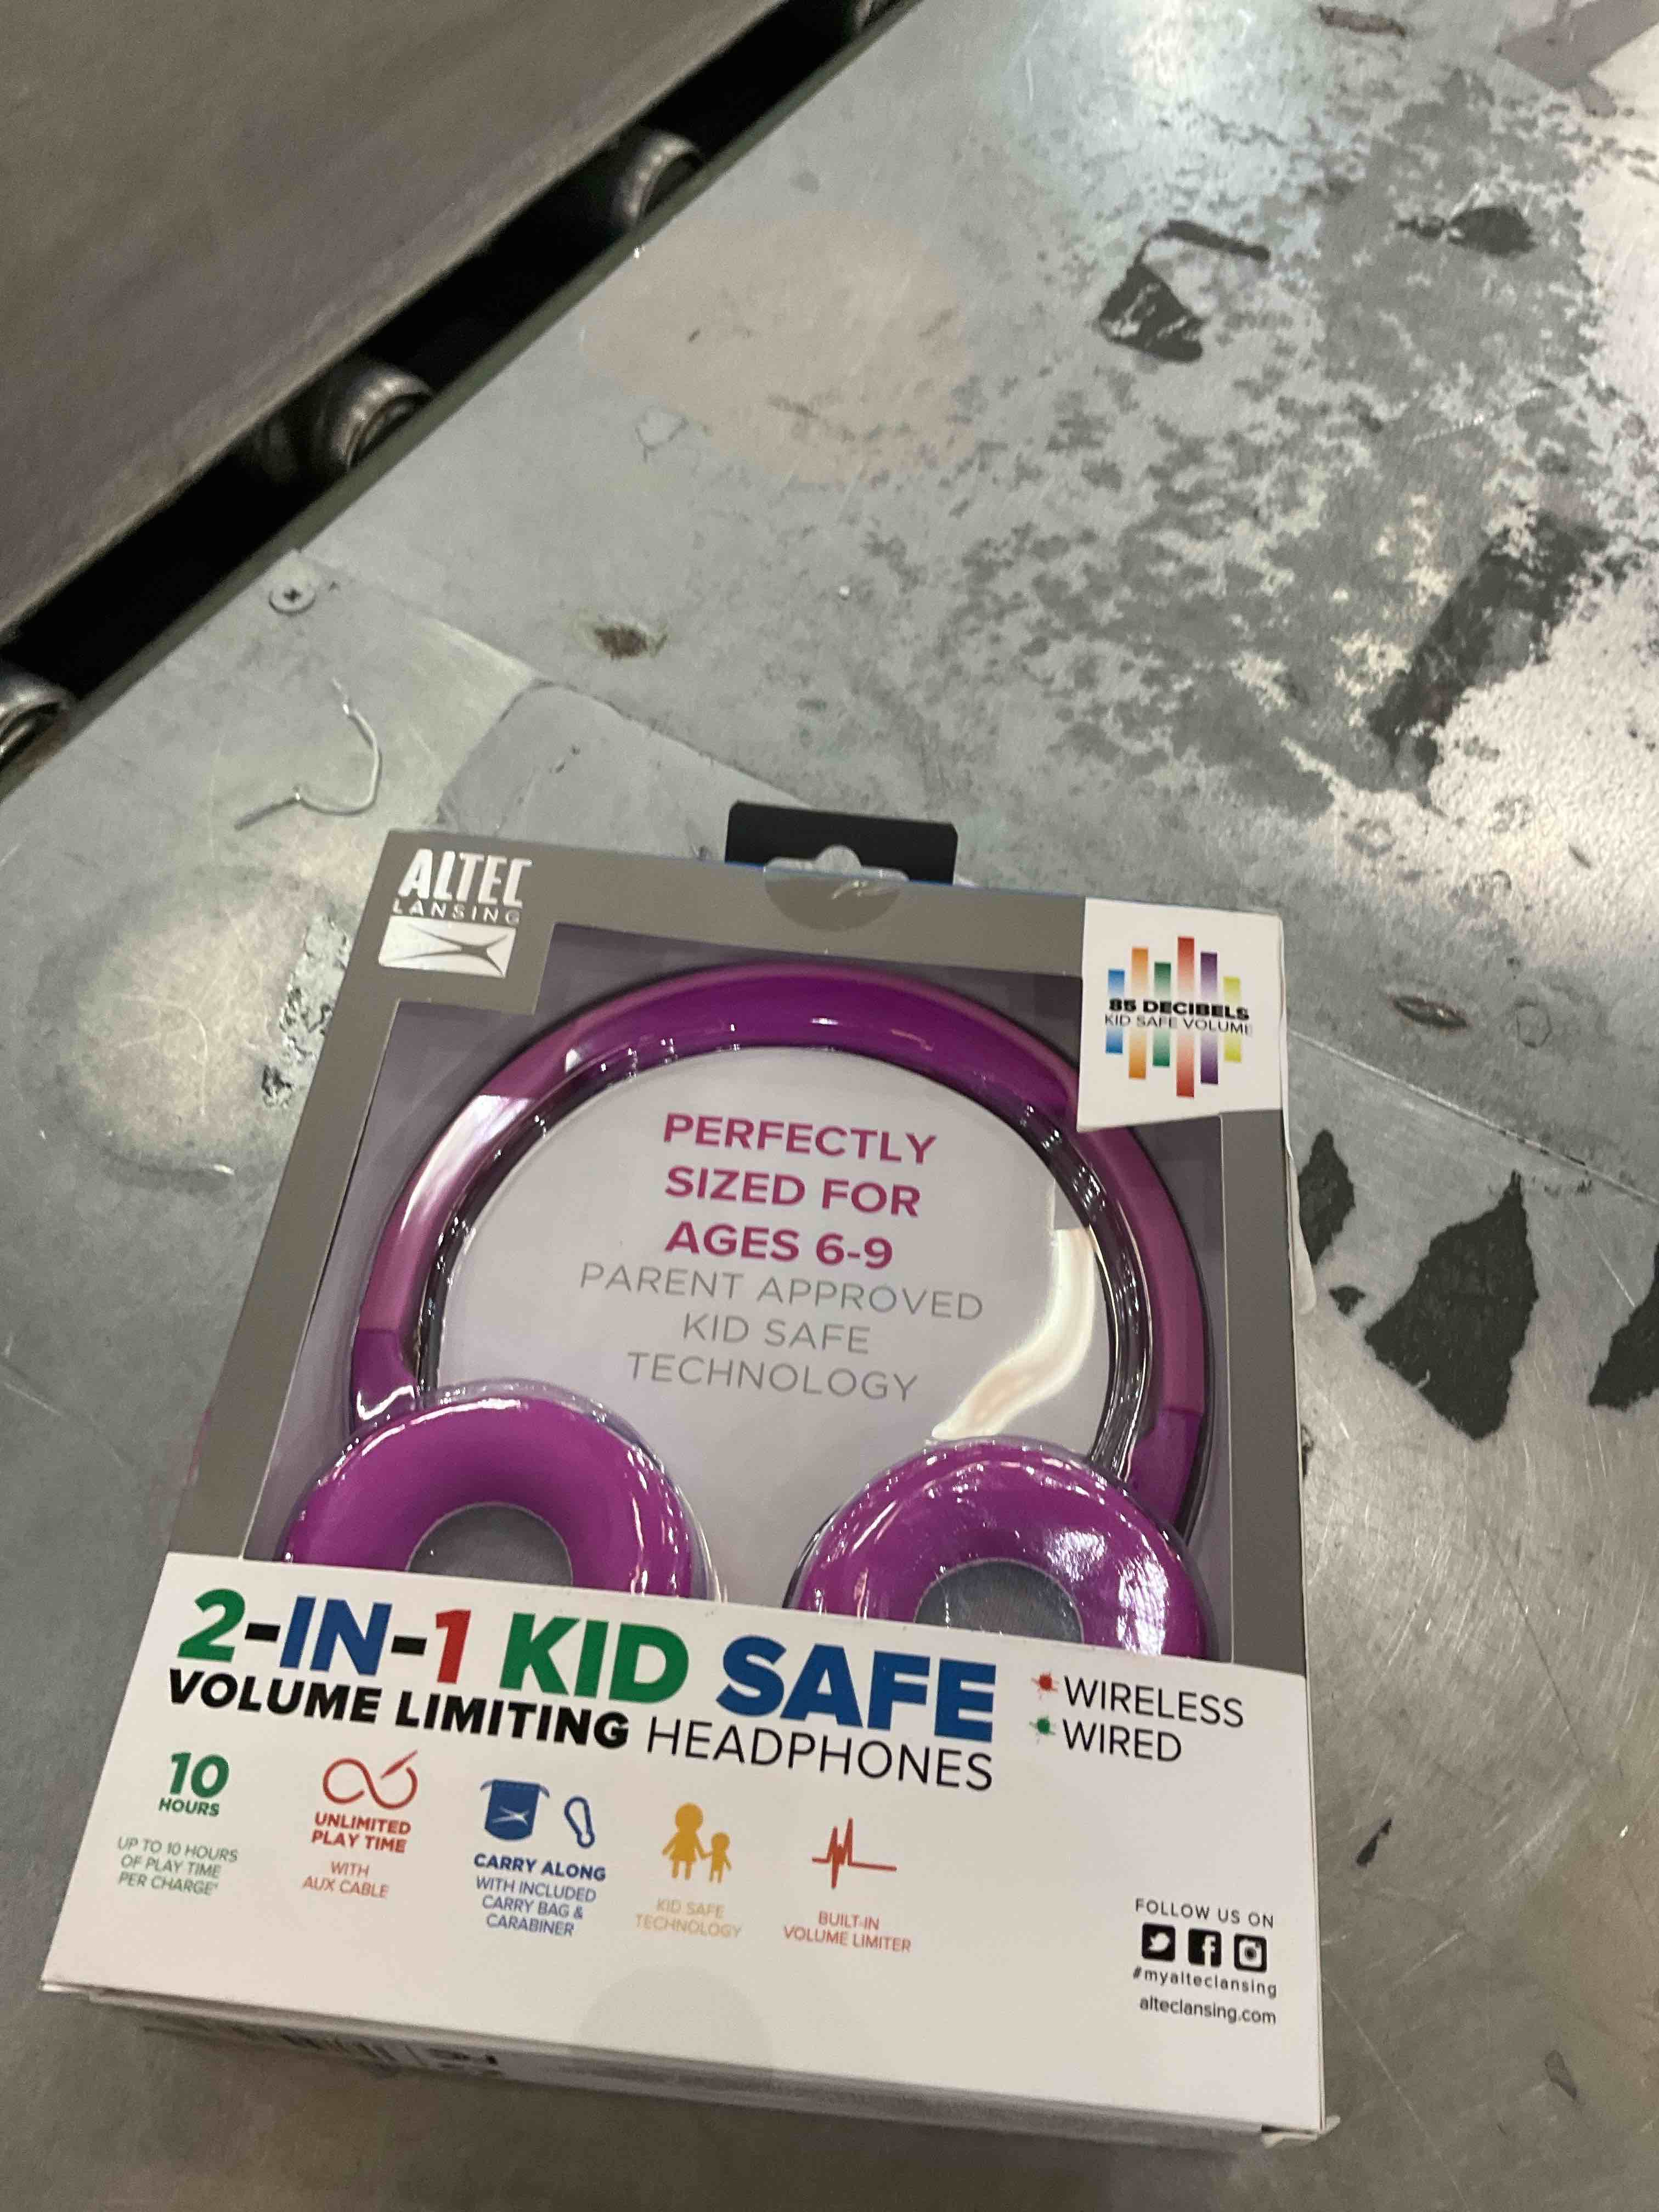 ALTEC
LANSING
85 DECIBELS
KID SAFE VOLUME
PERFECTLY
SIZED FOR
AGES 6-9
PARENT APPROVED
KID SAFE
TECHNOLOGY
2-IN-1 KID SAFE
VOLUME LIMITING HEADPHONES
WIRELESS
WIRED
10
HOURS
UP TO 10 HOURS
OF PLAY TIME
PER CHARGE*
UNLIMITED
PLAY TIME
WITH
AUX CABLE
CARRY ALONG
WITH INCLUDED
CARRY BAG &
CARABINER
KID SAFE
TECHNOLOGY
BUILT-IN
VOLUME LIMITER
FOLLOW US ON
#myalteclansing
alteclansing.com